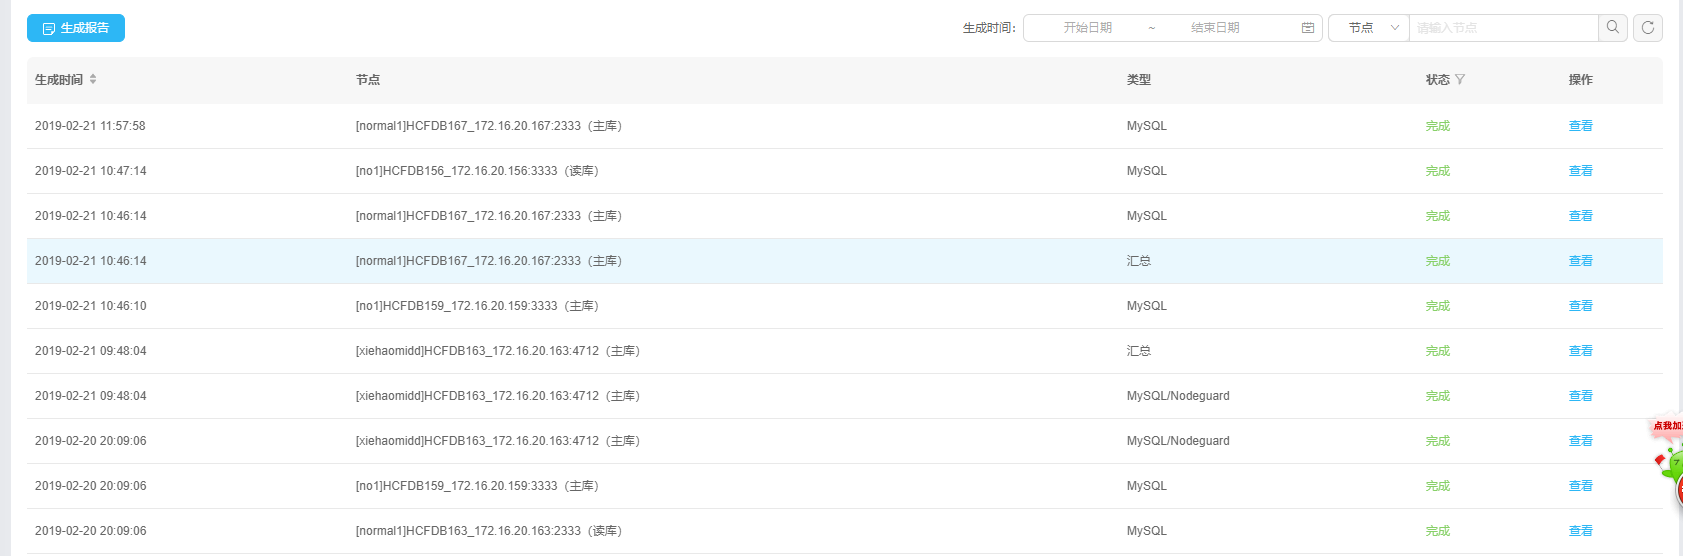 生成报告 生成时间: 开始日期 ~ 结束日期 节点 请输入节点
生成时间 节点 类型 状态 操作
2019-02-21 11:57:58 [normal1]HCFDB167_172.16.20.167:2333（主库） MySQL 完成 查看
2019-02-21 10:47:14 [no1]HCFDB156_172.16.20.156:3333（读库） MySQL 完成 查看
2019-02-21 10:46:14 [normal1]HCFDB167_172.16.20.167:2333（主库） MySQL 完成 查看
2019-02-21 10:46:14 [normal1]HCFDB167_172.16.20.167:2333（主库） 汇总 完成 查看
2019-02-21 10:46:10 [no1]HCFDB159_172.16.20.159:3333（主库） MySQL 完成 查看
2019-02-21 09:48:04 [xiehaomidd]HCFDB163_172.16.20.163:4712（主库） 汇总 完成 查看
2019-02-21 09:48:04 [xiehaomidd]HCFDB163_172.16.20.163:4712（主库） MySQL/Nodeguard 完成 查看
点我加
2019-02-20 20:09:06 [xiehaomidd]HCFDB163_172.16.20.163:4712（主库） MySQL/Nodeguard 完成 查看
2019-02-20 20:09:06 [no1]HCFDB159_172.16.20.159:3333（主库） MySQL 完成 查看
2019-02-20 20:09:06 [normal1]HCFDB163_172.16.20.163:2333（读库） MySQL 完成 查看